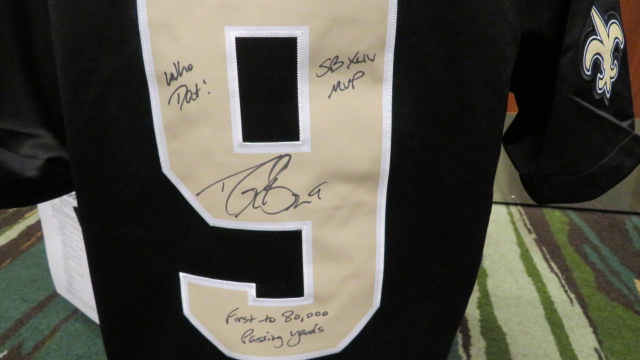 9
Who
Dat!
SB XLIV
MVP
First to 80,000
Passing yards